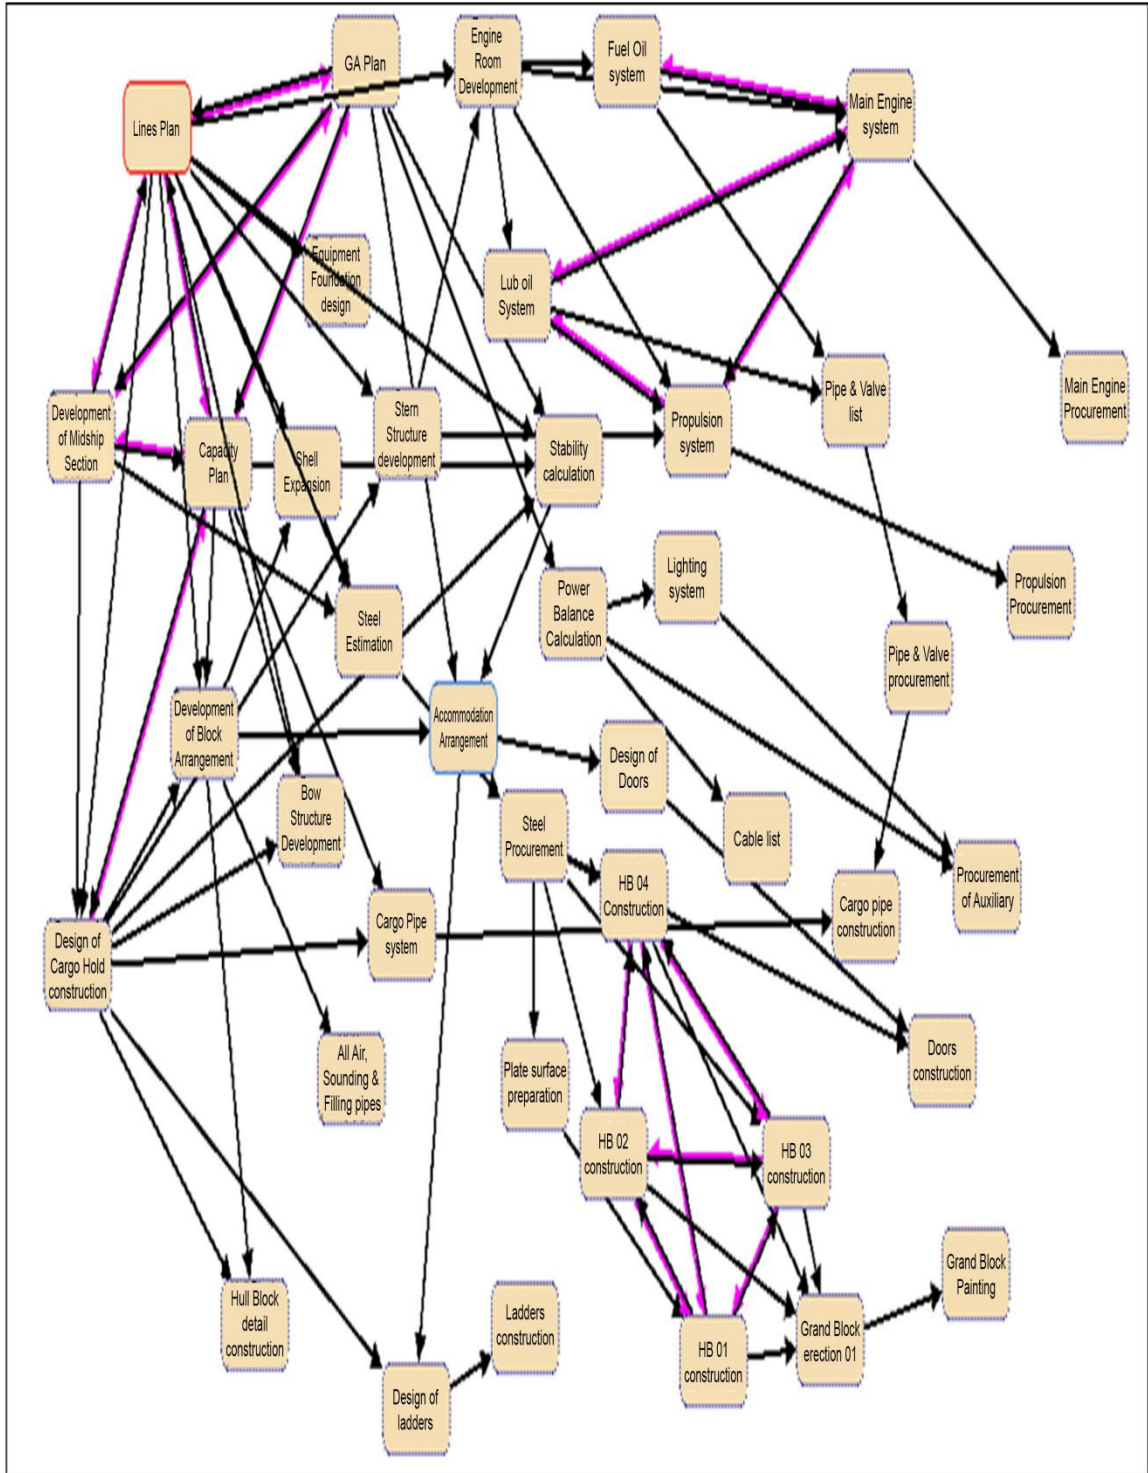 GA Plan
Engine
Room
Development
Fuel Oil
system
Main Engine
system
Lines Plan
Equipment
Foundation
design
Lub oil
System
Development
of Midship
Section
Capacity
Plan
Shell
Expansion
Stern
Structure
development
Stability
calculation
Propulsion
system
Pipe & Valve
list
Main Engine
Procurement
Steel
Estimation
Power
Balance
Calculation
Lighting
system
Propulsion
Procurement
Pipe & Valve
procurement
Development
of Block
Arrangement
Accommodation
Arrangement
Design of
Doors
Bow
Structure
Development
Steel
Procurement
Cable list
HB 04
Construction
Cargo pipe
construction
Procurement
of Auxiliary
Design of
Cargo Hold
construction
Cargo Pipe
system
All Air,
Sounding &
Filling pipes
Plate surface
preparation
Doors
construction
HB 02
construction
HB 03
construction
Hull Block
detail
construction
Ladders
construction
Grand Block
Painting
Design of
ladders
HB 01
construction
Grand Block
erection 01